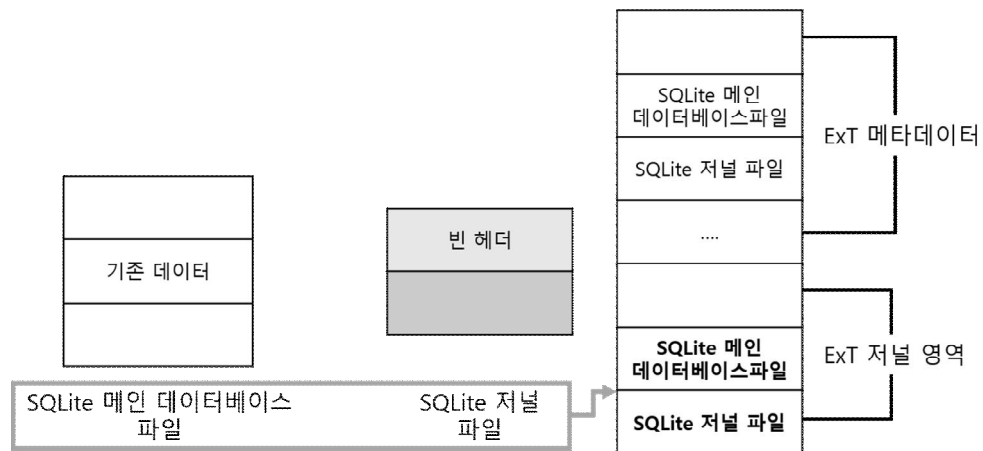 기존 데이터
SQLite 메인 데이터베이스
파일
빈 헤더
SQLite 저널
파일
SQLite 메인
데이터베이스파일
SQLite 저널 파일
....
SQLite 메인
데이터베이스파일
SQLite 저널 파일
ExT 메타데이터
ExT 저널 영역